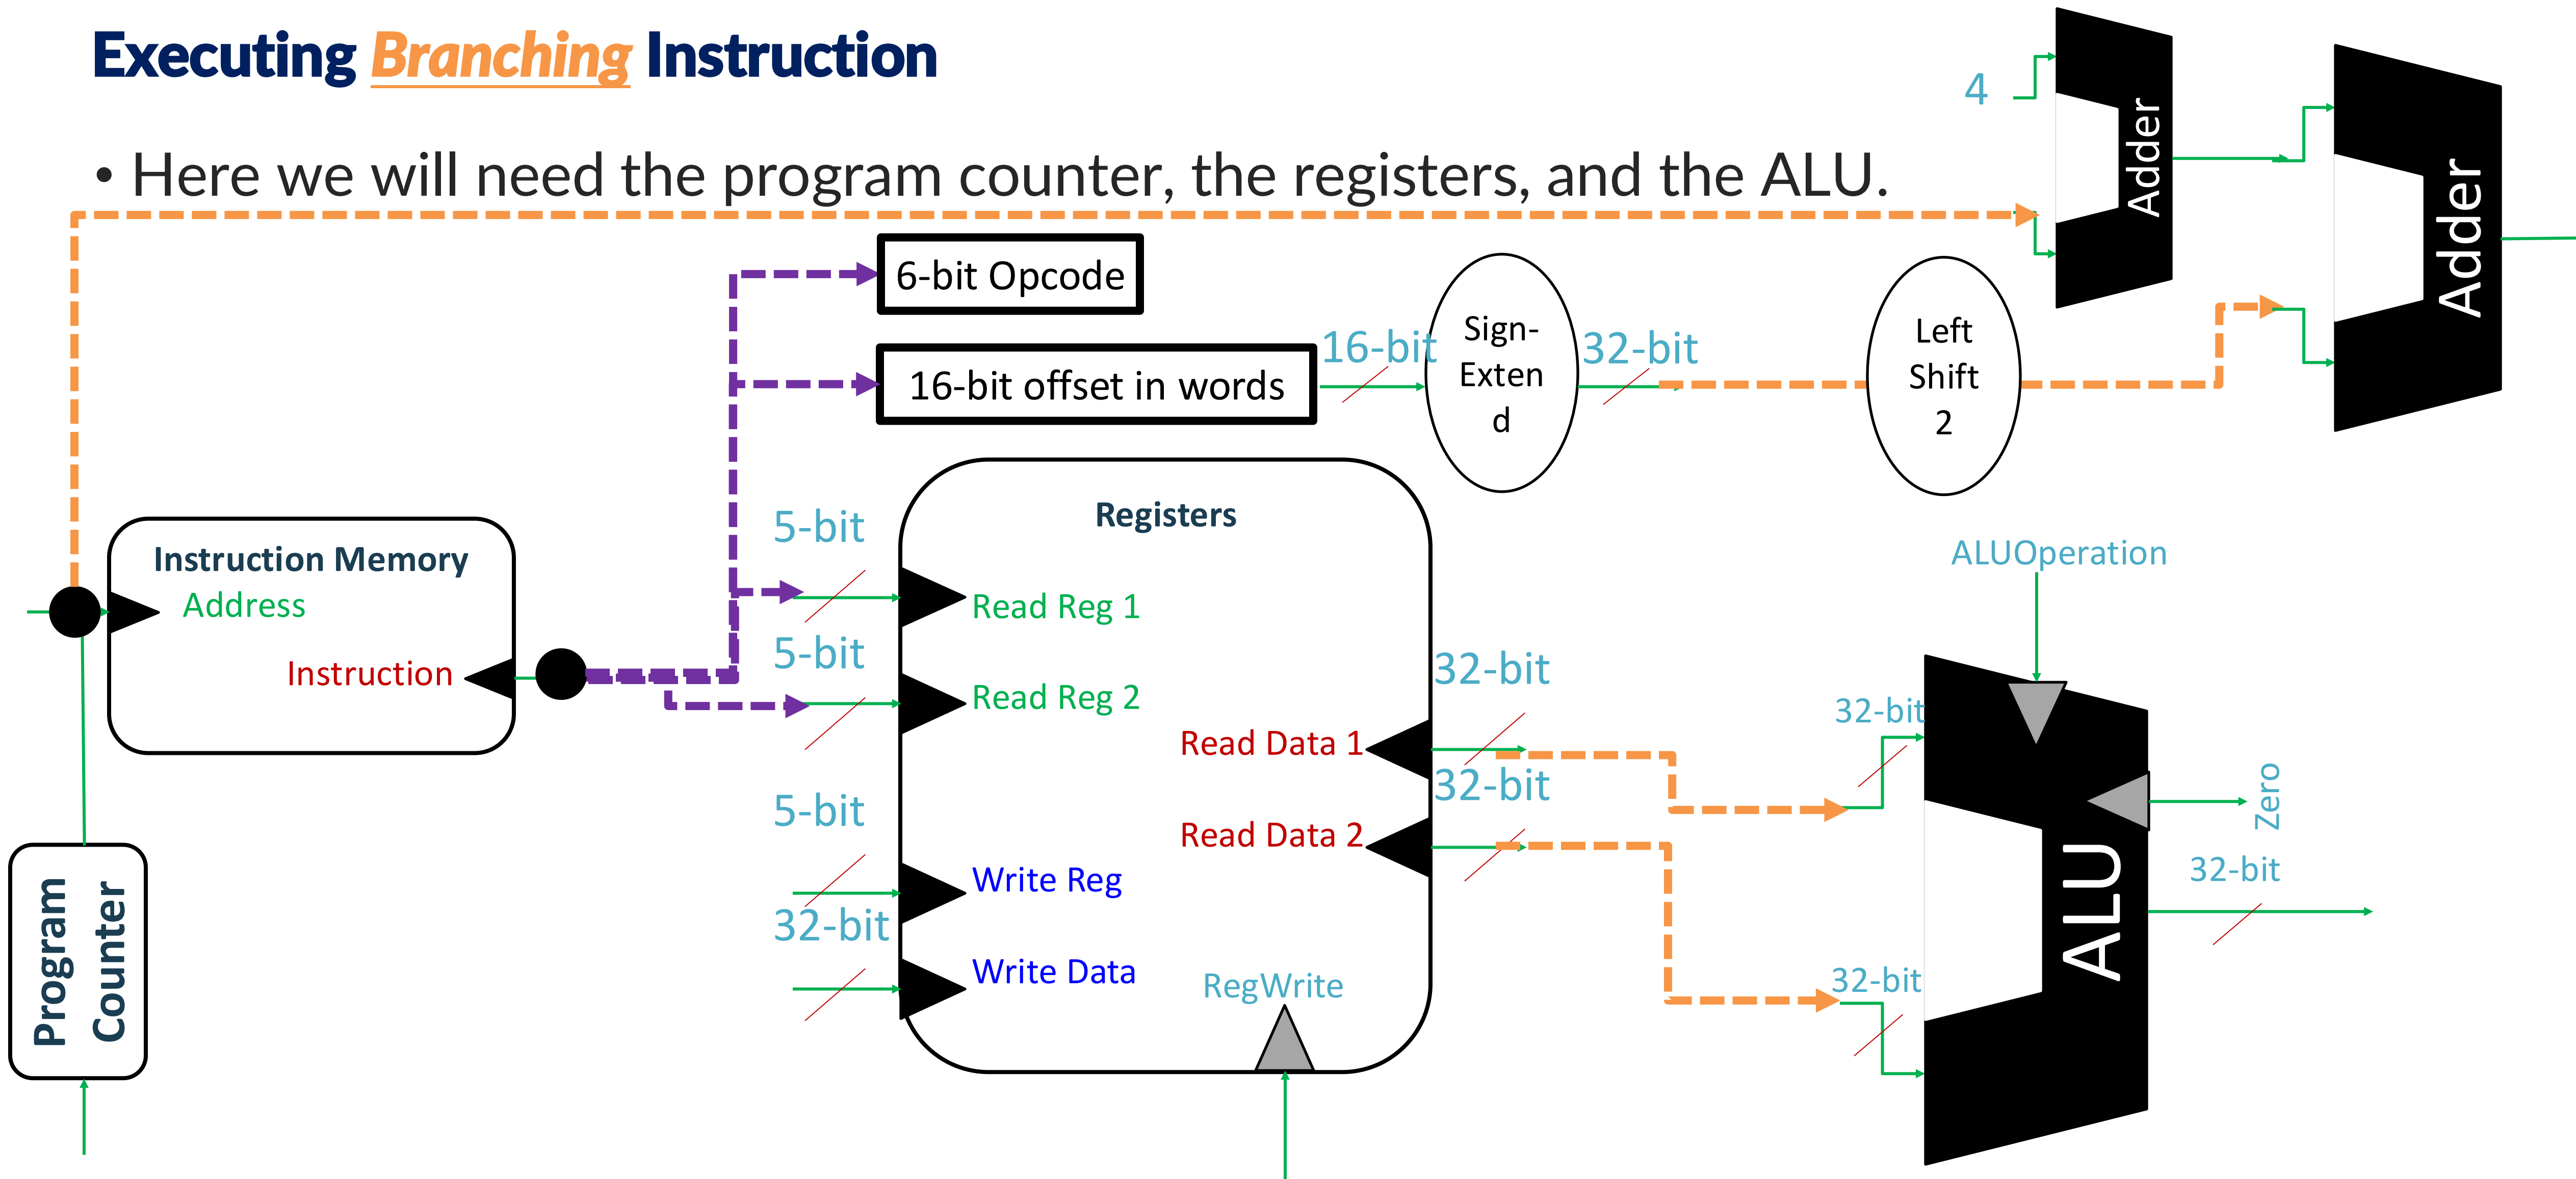 Executing Branching Instruction
• Here we will need the program counter, the registers, and the ALU.
4
Adder
Adder
6-bit Opcode
16-bit offset in words
16-bit
Sign-
Exten
d
32-bit
Left
Shift
2
Instruction Memory
Address
Instruction
Program
Counter
Registers
5-bit
Read Reg 1
5-bit
Read Reg 2
5-bit
Write Reg
32-bit
Write Data
RegWrite
Read Data 1
32-bit
Read Data 2
32-bit
ALUOperation
32-bit
32-bit
ALU
Zero
32-bit